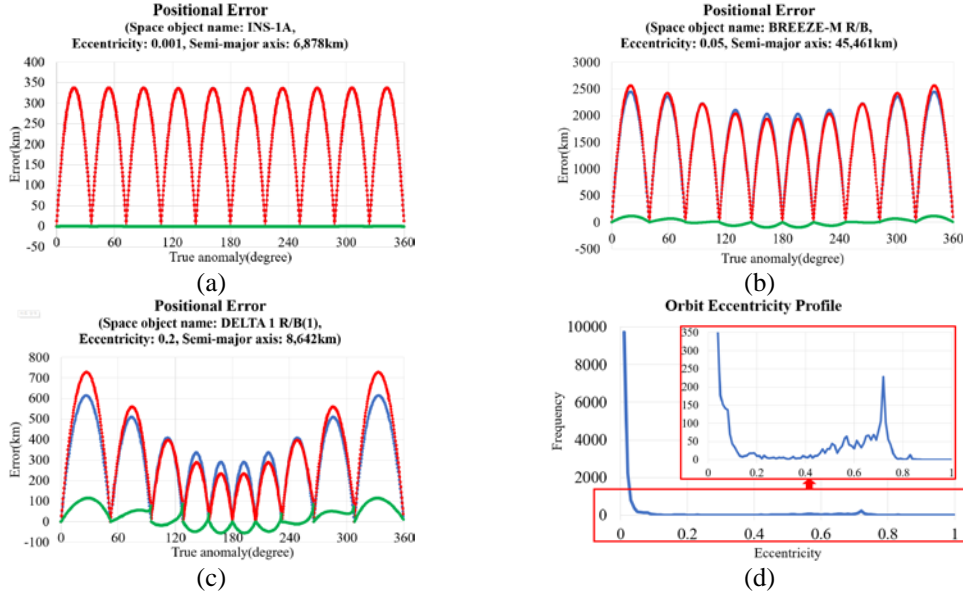 (a)
Positional Error
(Space object name: INS-1A,
Eccentricity: 0.001, Semi-major axis: 6,878km)
Error(km)
400
350
300
250
200
150
100
50
0
-50
0 60 120 180 240 300 360
True anomaly(degree)
(b)
Positional Error
(Space object name: BREEZE-M R/B,
Eccentricity: 0.05, Semi-major axis: 45,461km)
Error(km)
3000
2500
2000
1500
1000
500
0
-500
0 60 120 180 240 300 360
True anomaly(degree)
(c)
Positional Error
(Space object name: DELTA 1 R/B(1),
Eccentricity: 0.2, Semi-major axis: 8,642km)
Error(km)
800
700
600
500
400
300
200
100
0
-100
0 60 120 180 240 300 360
True anomaly(degree)
(d)
Orbit Eccentricity Profile
Frequency
10000
8000
6000
4000
2000
0
0 0.2 0.4 0.6 0.8 1
Eccentricity
350
300
250
200
150
100
50
0
0 0.2 0.4 0.6 0.8 1